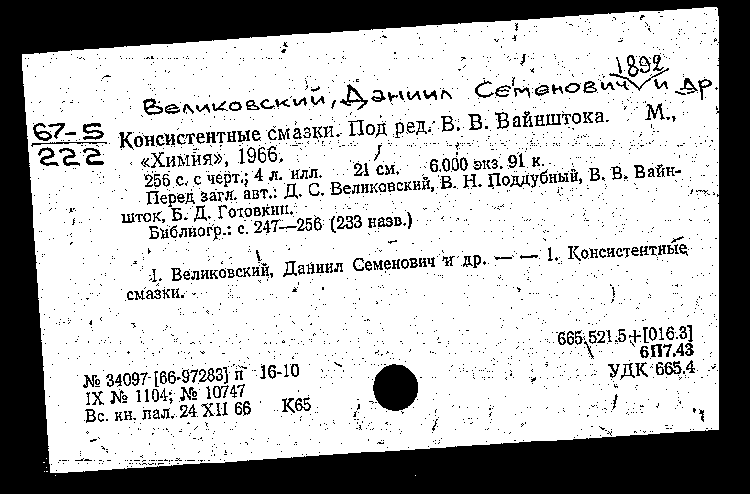 1892
Великовский, Даниил Семенович и др.
67-5
222
Консистентные смазки. Под ред. В. В. Вайнштока. М.,
«Химия», 1966.
256 с. с черт.; 4 л. илл. 21 см. 6.000 экз. 91 к.
Перед загл. авт.: Д. С. Великовский, В. Н. Поддубный, В. В. Вайн-
шток, Б. Д. Готовкин.
Библиогр.: с. 247—256 (233 назв.)
1. Великовский, Даниил Семенович и др. — — 1. Консистентные
смазки.
665.521.5+[016.3]
6П7.43
УДК 665.4
№ 34097 [66-97283] п 16-10
IX № 1104; № 10747
Вс. кн. пал. 24 XII 66 К65